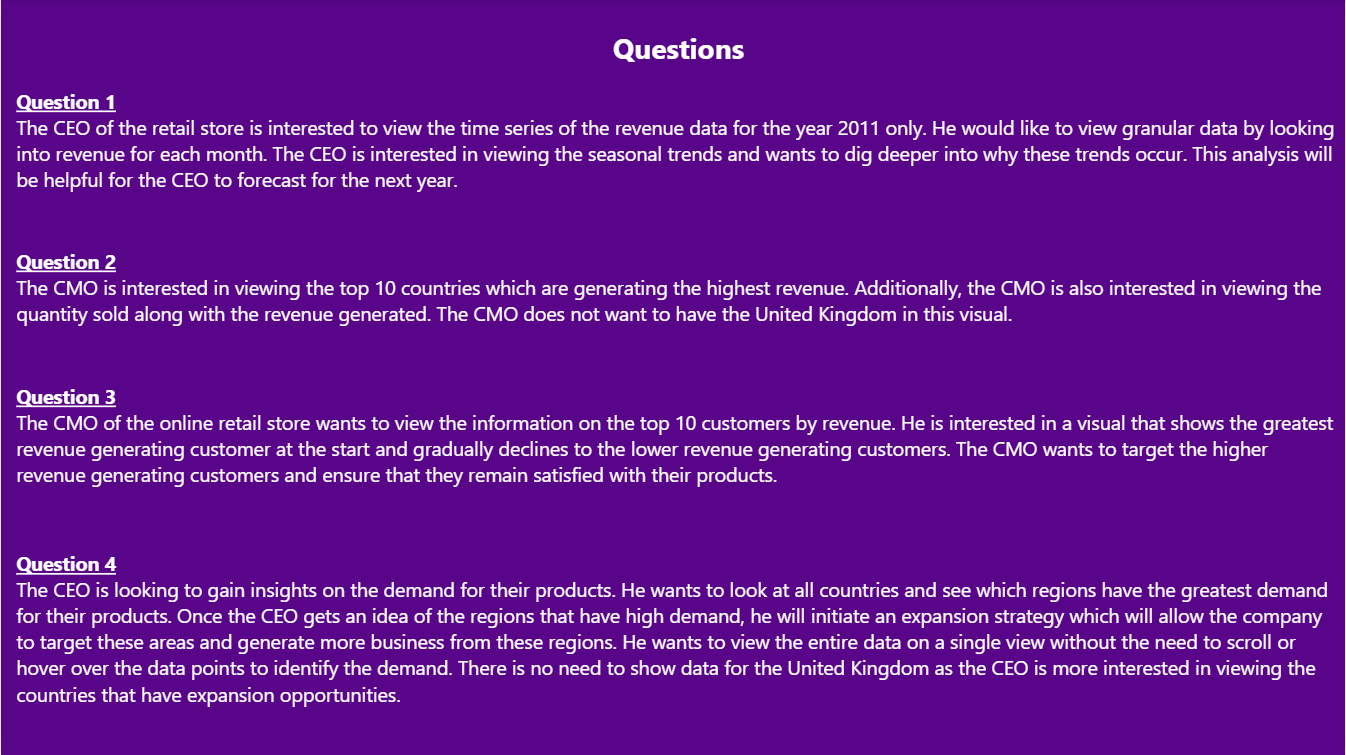 Questions
Question 1
The CEO of the retail store is interested to view the time series of the revenue data for the year 2011 only. He would like to view granular data by looking
into revenue for each month. The CEO is interested in viewing the seasonal trends and wants to dig deeper into why these trends occur. This analysis will
be helpful for the CEO to forecast for the next year.
Question 2
The CMO is interested in viewing the top 10 countries which are generating the highest revenue. Additionally, the CMO is also interested in viewing the
quantity sold along with the revenue generated. The CMO does not want to have the United Kingdom in this visual.
Question 3
The CMO of the online retail store wants to view the information on the top 10 customers by revenue. He is interested in a visual that shows the greatest
revenue generating customer at the start and gradually declines to the lower revenue generating customers. The CMO wants to target the higher
revenue generating customers and ensure that they remain satisfied with their products.
Question 4
The CEO is looking to gain insights on the demand for their products. He wants to look at all countries and see which regions have the greatest demand
for their products. Once the CEO gets an idea of the regions that have high demand, he will initiate an expansion strategy which will allow the company
to target these areas and generate more business from these regions. He wants to view the entire data on a single view without the need to scroll or
hover over the data points to identify the demand. There is no need to show data for the United Kingdom as the CEO is more interested in viewing the
countries that have expansion opportunities.